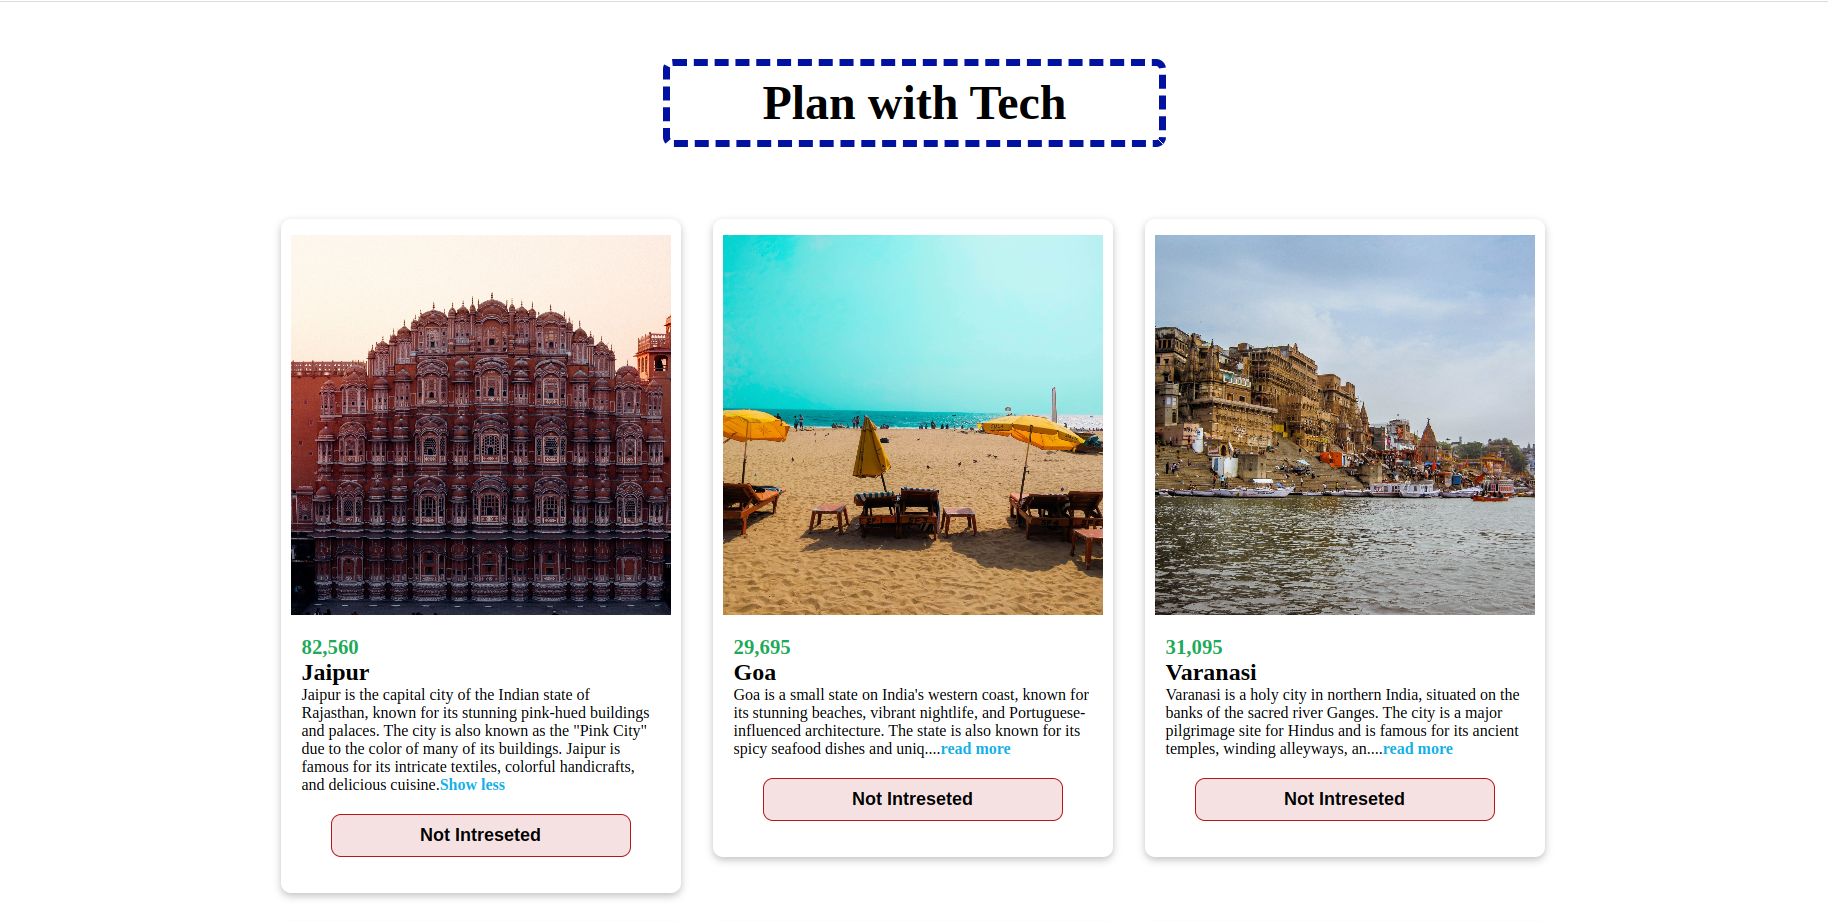 Plan with Tech
82,560
Jaipur
Jaipur is the capital city of the Indian state of
Rajasthan, known for its stunning pink-hued buildings
and palaces. The city is also known as the "Pink City"
due to the color of many of its buildings. Jaipur is
famous for its intricate textiles, colorful handicrafts,
and delicious cuisine.Show less
Not Intreseted
29,695
Goa
Goa is a small state on India's western coast, known for
its stunning beaches, vibrant nightlife, and Portuguese-
influenced architecture. The state is also known for its
spicy seafood dishes and uniq....read more
Not Intreseted
31,095
Varanasi
Varanasi is a holy city in northern India, situated on the
banks of the sacred river Ganges. The city is a major
pilgrimage site for Hindus and is famous for its ancient
temples, winding alleyways, an....read more
Not Intreseted